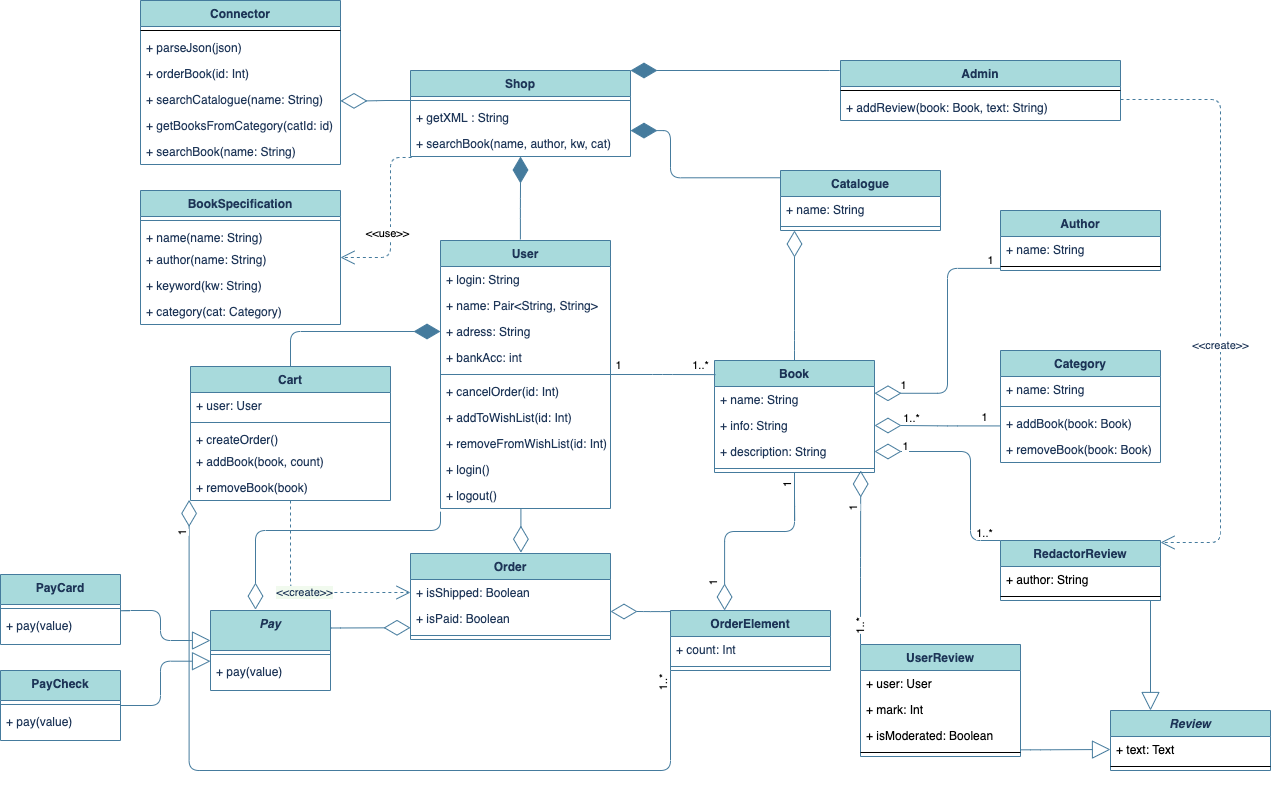 Connector
+ parseJson(json)
+ orderBook(id: Int)
+ searchCatalogue(name: String)
+ getBooksFromCategory(catId: id)
+ searchBook(name: String)
Shop
+ getXML : String
+ searchBook(name, author, kw, cat)
Admin
+ addReview(book: Book, text: String)
BookSpecification
+ name(name: String)
+ author(name: String)
+ keyword(kw: String)
+ category(cat: Category)
<<use>>
Catalogue
+ name: String
Author
+ name: String
1
User
+ login: String
+ name: Pair<String, String>
+ adress: String
+ bankAcc: int
+ cancelOrder(id: Int)
+ addToWishList(id: Int)
+ removeFromWishList(id: Int)
+ login()
+ logout()
1
1..*
<<create>>
Cart
+ user: User
+ createOrder()
+ addBook(book, count)
+ removeBook(book)
1
Book
+ name: String
+ info: String
+ description: String
1
1..*
1
1
Category
+ name: String
+ addBook(book: Book)
+ removeBook(book: Book)
1
1
1..*
RedactorReview
+ author: String
Order
+ isShipped: Boolean
+ isPaid: Boolean
<<create>>
PayCard
+ pay(value)
Pay
+ pay(value)
PayCheck
+ pay(value)
1
OrderElement
+ count: Int
1..*
1..*
UserReview
+ user: User
+ mark: Int
+ isModerated: Boolean
Review
+ text: Text